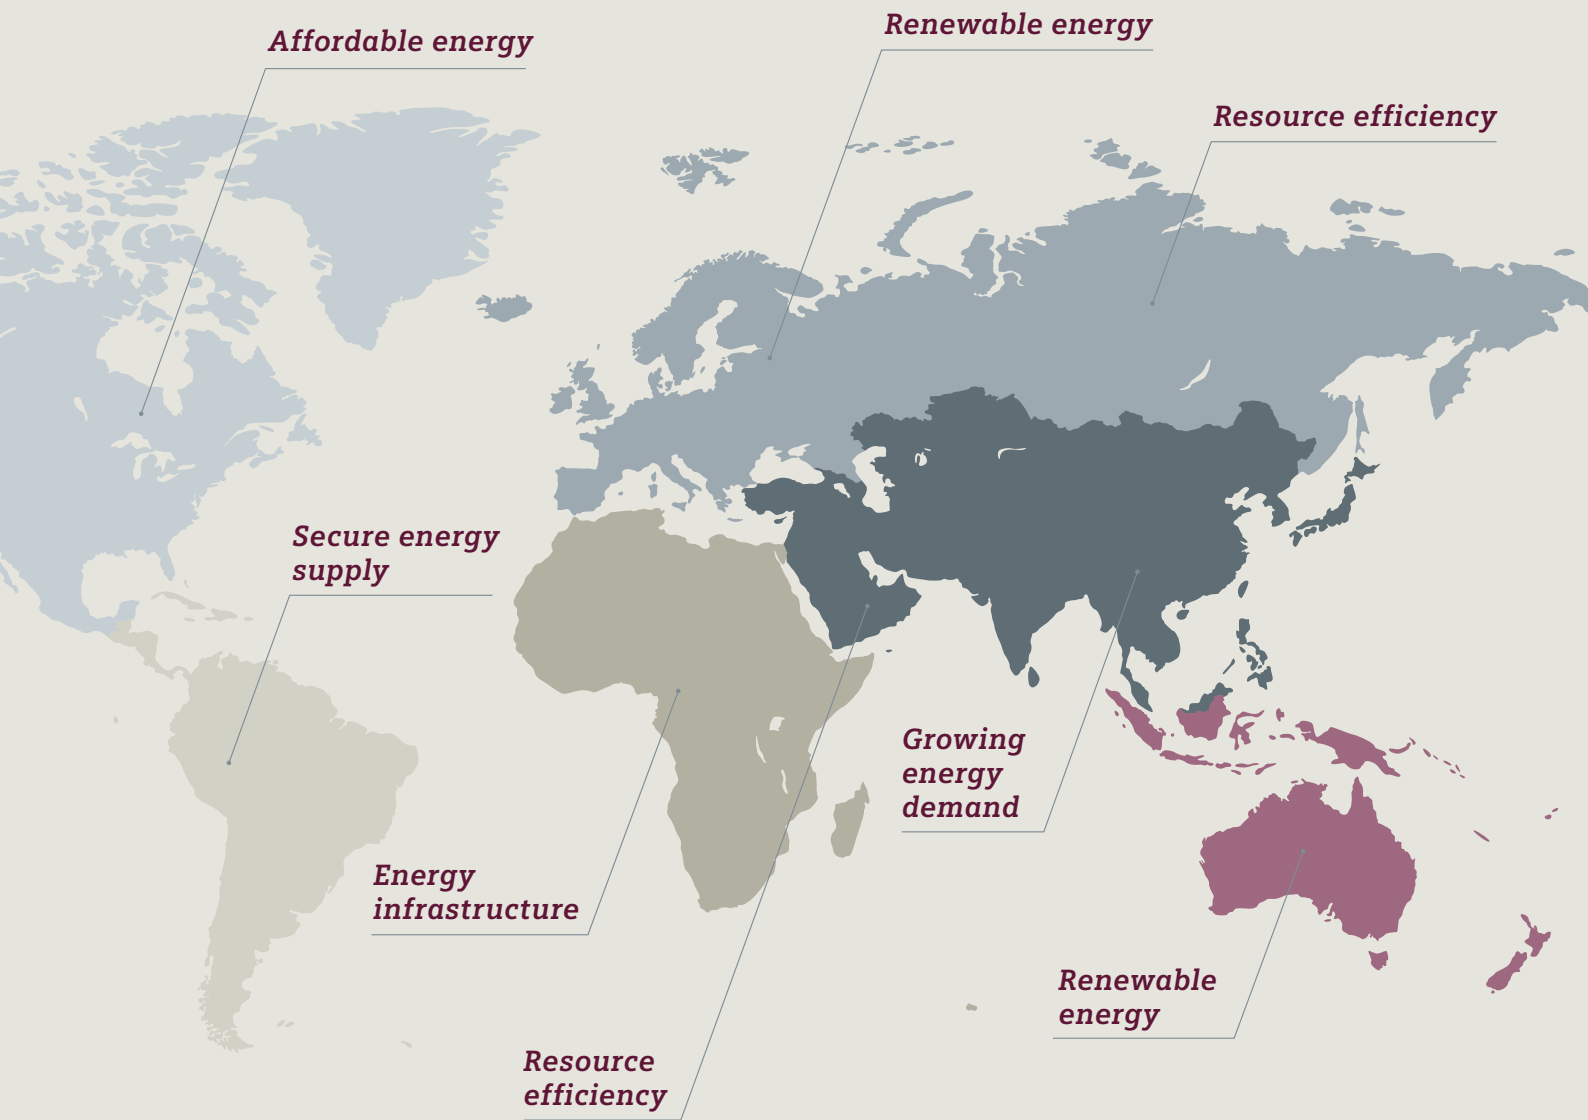 Renewable energy
Affordable energy
Resource efficiency
Secure energy
supply
Growing
energy
demand
Energy
infrastructure
Renewable
energy
Resource
efficiency